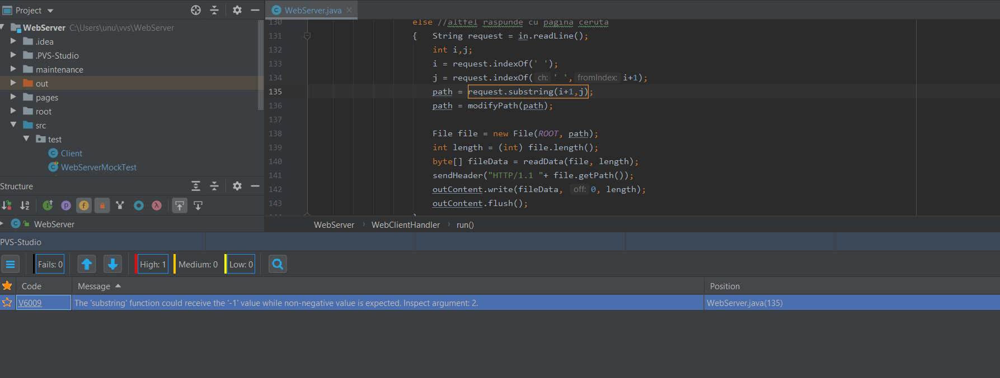 Project
WebServer.java
WebServer C:\Users\unu\vvs\WebServer
.idea
.PVS-Studio
maintenance
out
pages
root
src
test
Client
WebServerMockTest
130 else //altfel raspunde cu pagina ceruta
131 { String request = in.readLine();
132 int i,j;
133 i = request.indexOf(' ');
134 j = request.indexOf( ch: ' ', fromIndex: i+1);
135 path = request.substring(i+1,j);
136 path = modifyPath(path);
137
138 File file = new File(ROOT, path);
139 int length = (int) file.length();
140 byte[] fileData = readData(file, length);
141 sendHeader("HTTP/1.1 "+ file.getPath());
142 outContent.write(fileData, off: 0, length);
143 outContent.flush();
144 }
Structure
WebServer
WebServer › WebClientHandler › run()
PVS-Studio
Fails: 0 High: 1 Medium: 0 Low: 0
Code Message Position
V6009 The 'substring' function could receive the '-1' value while non-negative value is expected. Inspect argument: 2. WebServer.java(135)